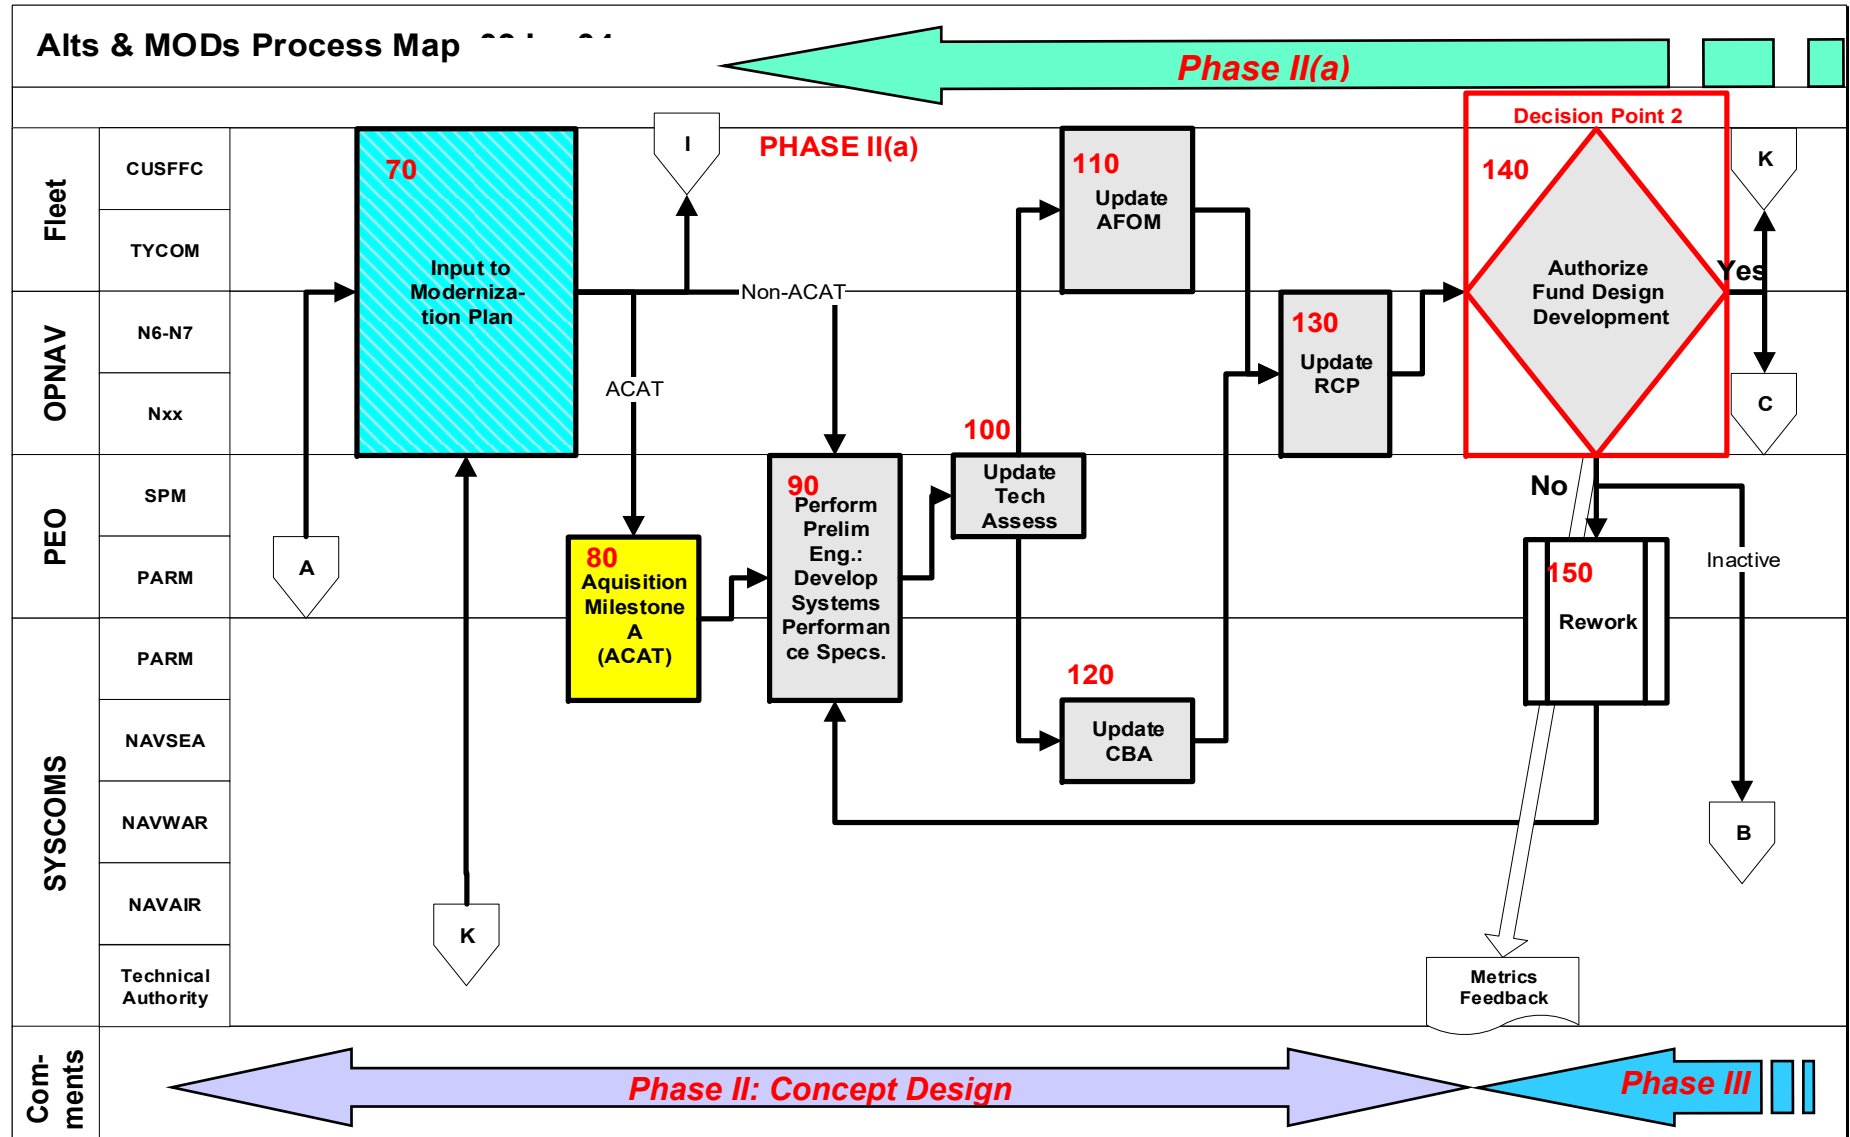 Alts & MODs Process Map
Phase II(a)
Decision Point 2
Fleet
CUSFFC
TYCOM
OPNAV
N6-N7
Nxx
PEO
SPM
PARM
SYSCOMS
PARM
NAVSEA
NAVWAR
NAVAIR
Technical
Authority
Com-
ments
PHASE II(a)
A
K
I
70
Input to
Moderniza-
tion Plan
ACAT
Non-ACAT
80
Aquisition
Milestone
A
(ACAT)
90
Perform
Prelim
Eng.:
Develop
Systems
Performan
ce Specs.
100
Update
Tech
Assess
110
Update
AFOM
120
Update
CBA
130
Update
RCP
140
Authorize
Fund Design
Development
Yes
K
C
No
150
Rework
Inactive
B
Metrics
Feedback
Phase II: Concept Design
Phase III